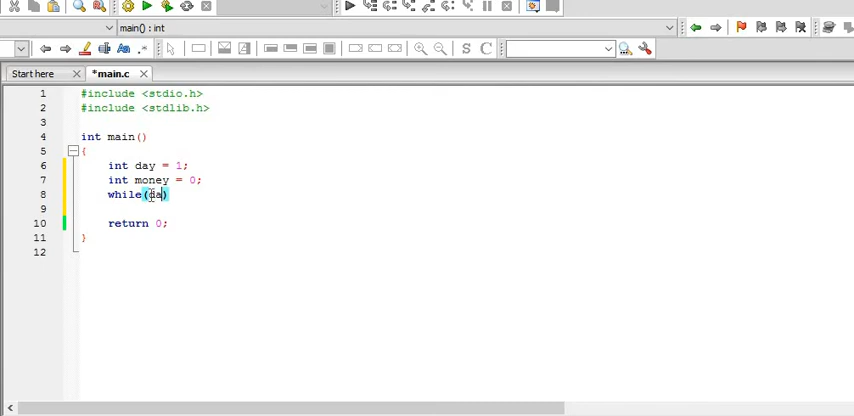 main() : int
Start here
*main.c
1 #include <stdio.h>
2 #include <stdlib.h>
3
4 int main()
5 {
6 int day = 1;
7 int money = 0;
8 while(da)
9
10 return 0;
11 }
12